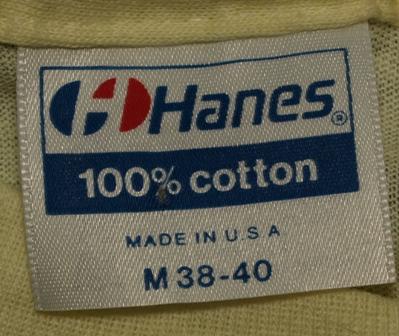 Hanes®
100% cotton
MADE IN U.S A
M 38-40